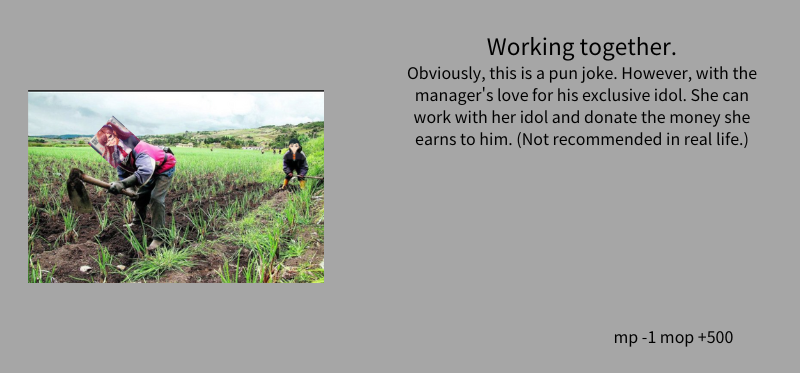 Working together.
Obviously, this is a pun joke. However, with the
manager's love for his exclusive idol. She can
work with her idol and donate the money she
earns to him. (Not recommended in real life.)
mp -1 mop +500